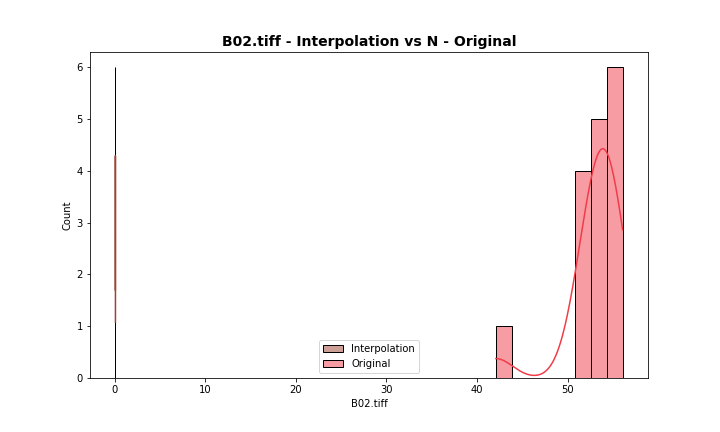 B02.tiff - Interpolation vs N - Original
6
5
4
3
2
1
0
Count
Interpolation
Original
0 10 20 30 40 50
B02.tiff